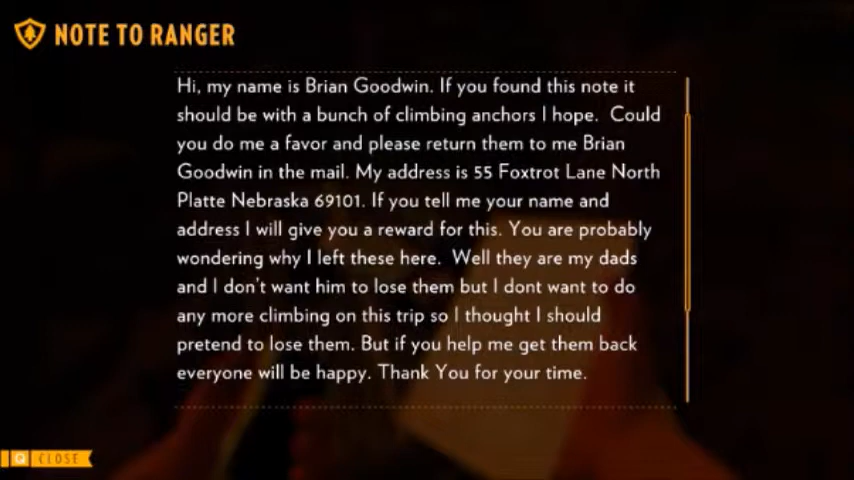 NOTE TO RANGER
Hi, my name is Brian Goodwin. If you found this note it
should be with a bunch of climbing anchors I hope.  Could
you do me a favor and please return them to me Brian
Goodwin in the mail. My address is 55 Foxtrot Lane North
Platte Nebraska 69101. If you tell me your name and
address I will give you a reward for this. You are probably
wondering why I left these here.  Well they are my dads
and I don't want him to lose them but I dont want to do
any more climbing on this trip so I thought I should
pretend to lose them. But if you help me get them back
everyone will be happy. Thank You for your time.
Q CLOSE